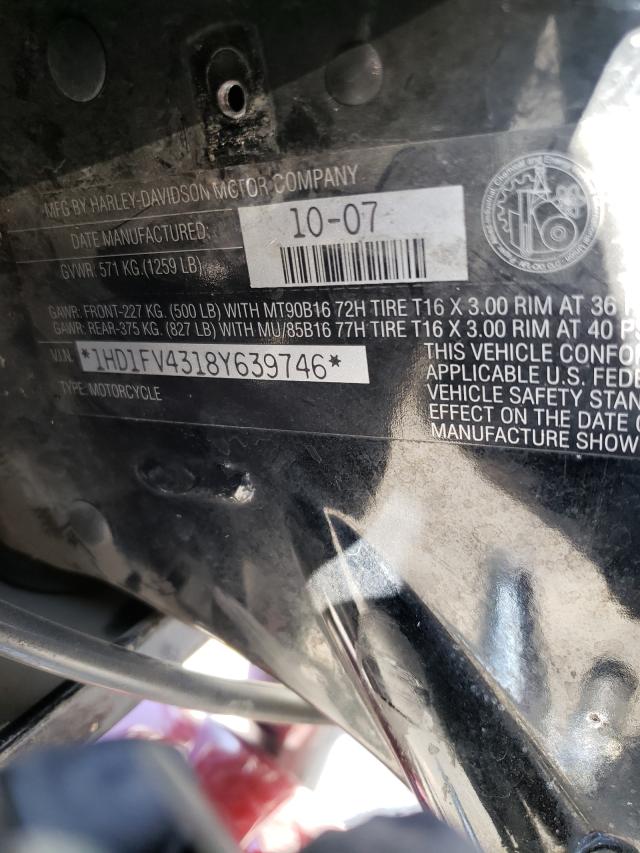 MFG BY HARLEY-DAVIDSON MOTOR COMPANY
DATE MANUFACTURED: 10-07
GVWR: 571 KG. (1259 LB)
GAWR: FRONT-227 KG. (500 LB) WITH MT90B16 72H TIRE T16 X 3.00 RIM AT 36
GAWR: REAR-375 KG. (827 LB) WITH MU/85B16 77H TIRE T16 X 3.00 RIM AT 40 PS
V.I.N. *1HD1FV4318Y639746*
TYPE: MOTORCYCLE
THIS VEHICLE CONFO
APPLICABLE U.S. FEDE
VEHICLE SAFETY STAN
EFFECT ON THE DATE O
MANUFACTURE SHOW